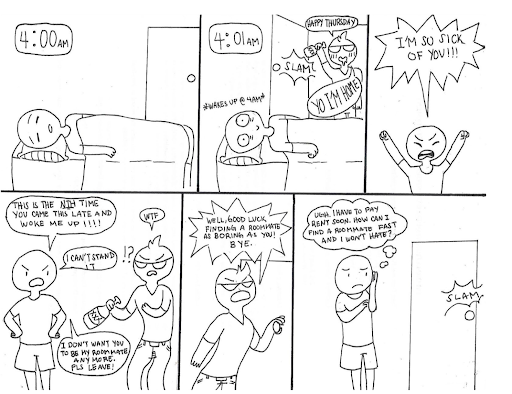 4:00AM
4:01AM
HAPPY THURSDAY
SLAM!
YO I'M HOME
*WAKES UP @ 4AM*
I'M SO SICK
OF YOU!!!
THIS IS THE NTH TIME
YOU CAME THIS LATE AND
WOKE ME UP !!!!
I CAN'T STAND
IT
!?
WTF
I DON'T WANT YOU
TO BE MY ROOMMATE
ANY MORE.
PLS LEAVE!
WELL, GOOD LUCK
FINDING A ROOMMATE
AS BORING AS YOU!
BYE.
UGH, I HAVE TO PAY
RENT SOON. HOW CAN I
FIND A ROOMMATE FAST
AND I WON'T HATE?
SLAM